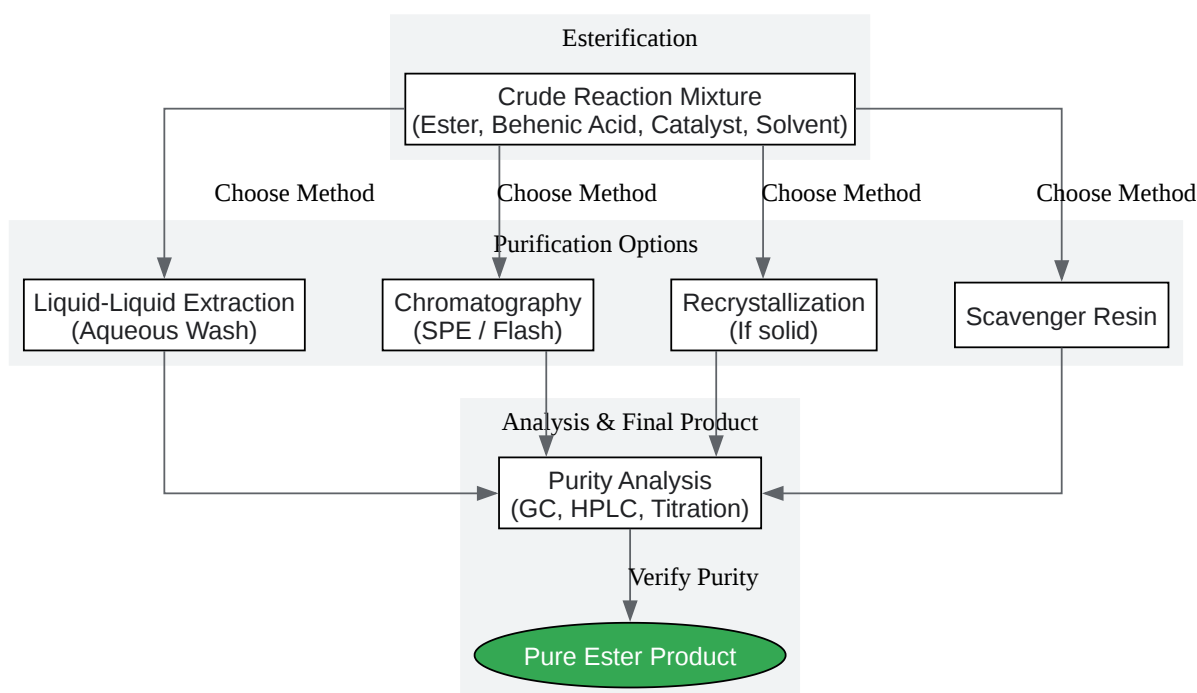 Esterification
Crude Reaction Mixture
(Ester, Behenic Acid, Catalyst, Solvent)
Choose Method
Choose Method
Choose Method
Choose Method
Purification Options
Liquid-Liquid Extraction
(Aqueous Wash)
Chromatography
(SPE / Flash)
Recrystallization
(If solid)
Scavenger Resin
Analysis & Final Product
Purity Analysis
(GC, HPLC, Titration)
Verify Purity
Pure Ester Product